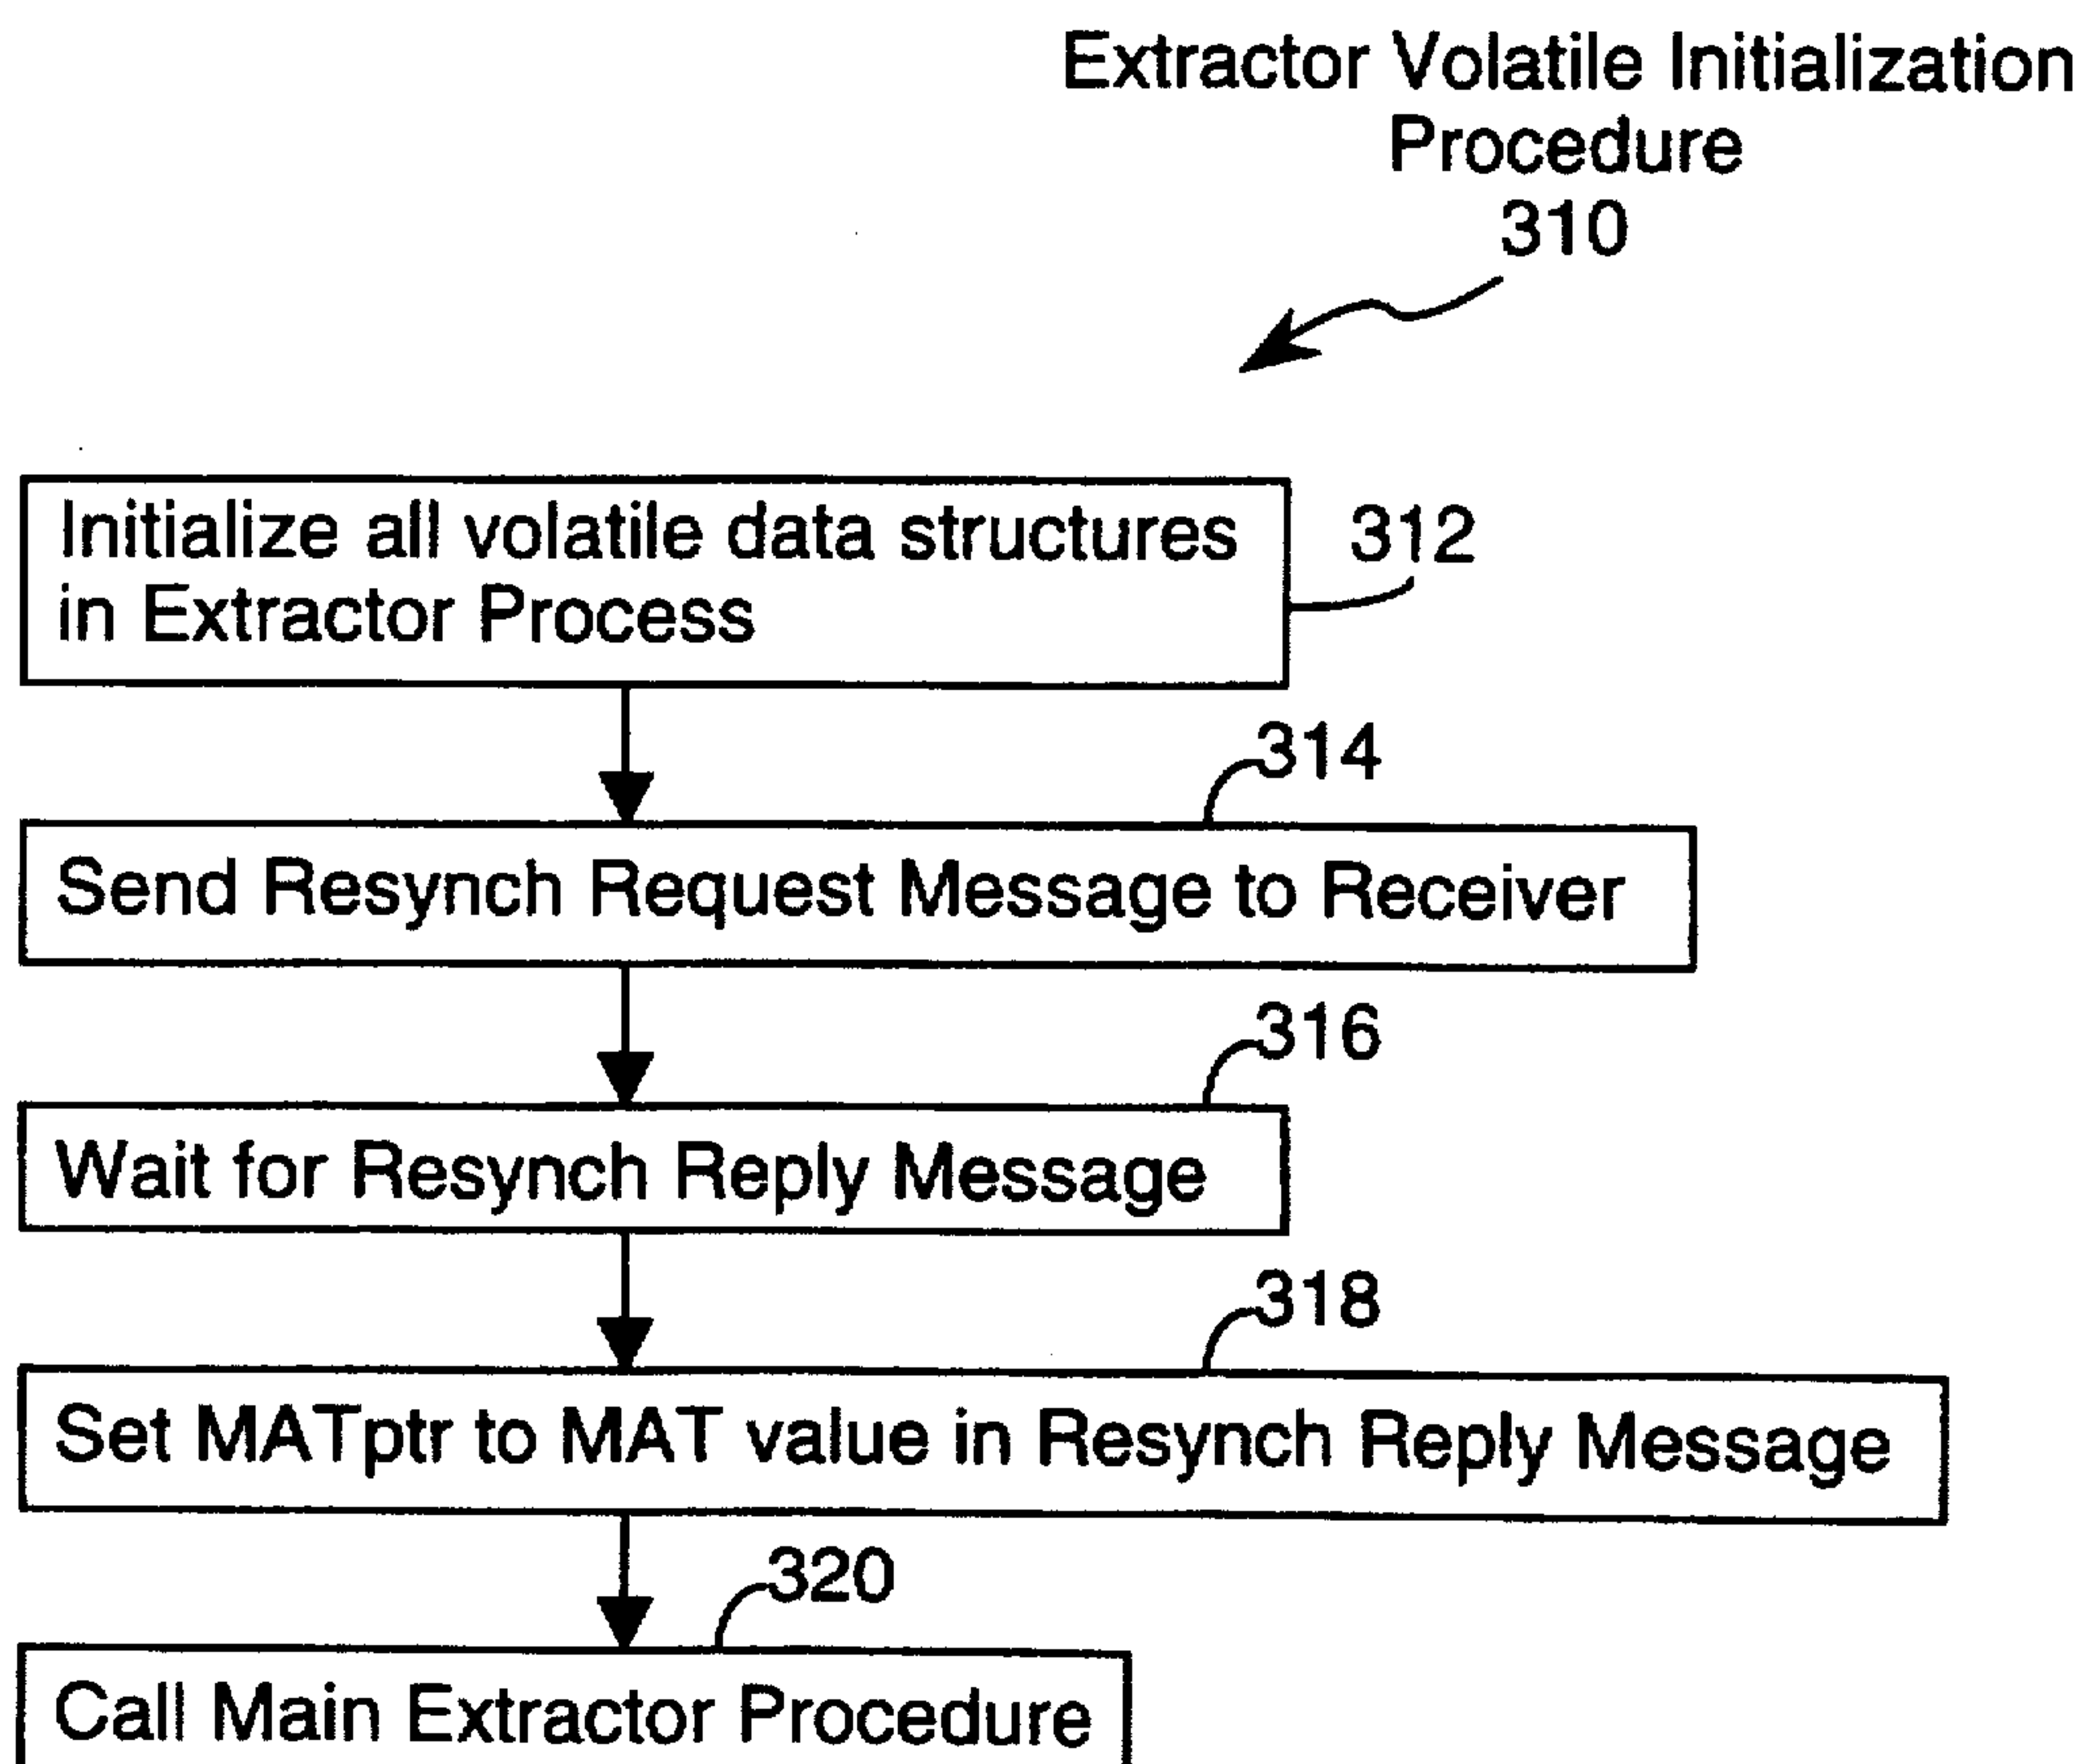 Extractor Volatile Initialization
Procedure
310
Initialize all volatile data structures
in Extractor Process
312
314
Send Resynch Request Message to Receiver
316
Wait for Resynch Reply Message
318
Set MATptr to MAT value in Resynch Reply Message
320
Call Main Extractor Procedure